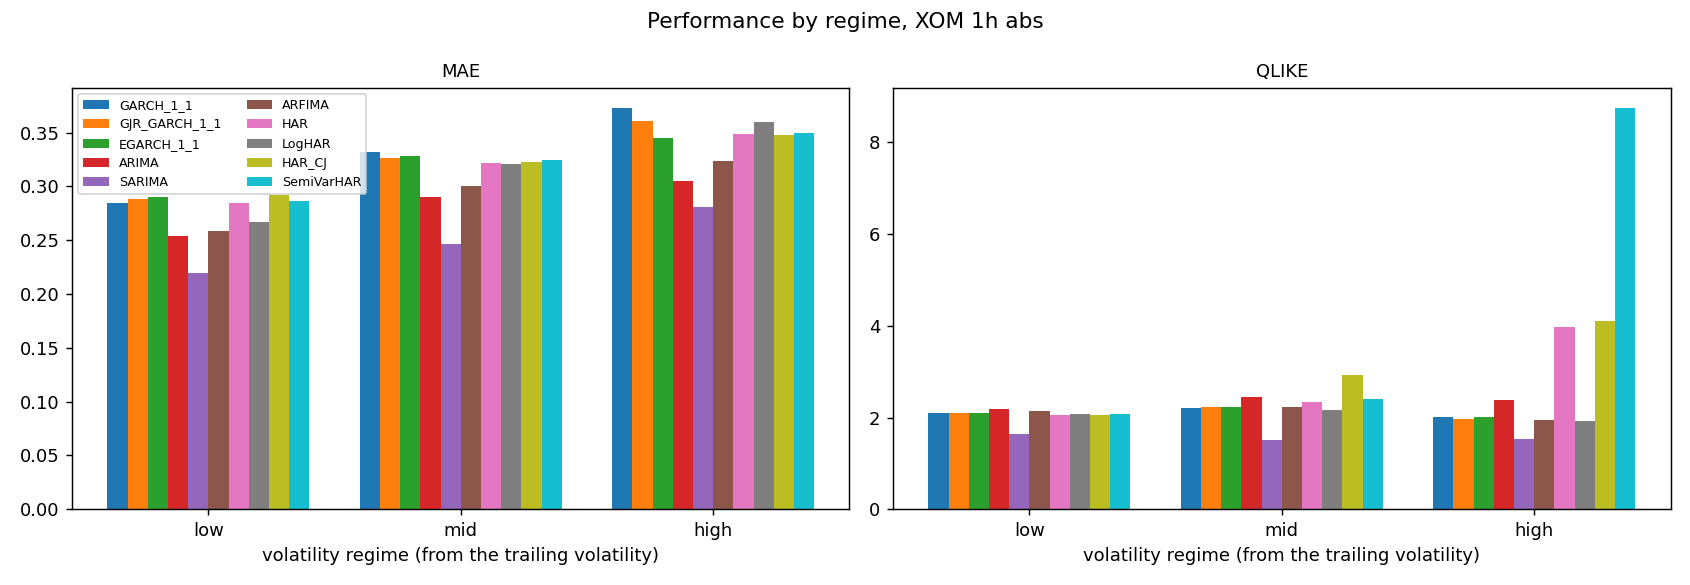 Performance by regime, XOM 1h abs
MAE
GARCH_1_1
GJR_GARCH_1_1
EGARCH_1_1
ARIMA
SARIMA
ARFIMA
HAR
LogHAR
HAR_CJ
SemiVarHAR
0.35
0.30
0.25
0.20
0.15
0.10
0.05
0.00
low mid high
volatility regime (from the trailing volatility)
QLIKE
8
6
4
2
0
low mid high
volatility regime (from the trailing volatility)